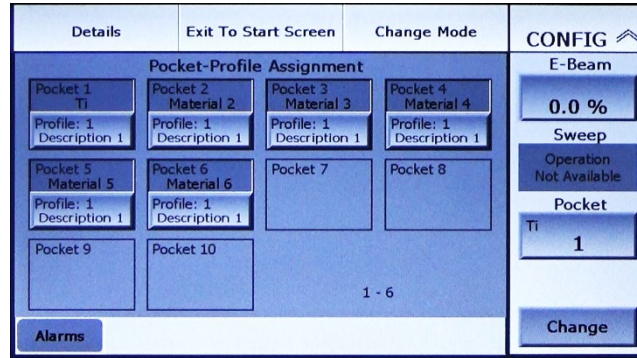 Details
Exit To Start Screen
Change Mode
CONFIG
Pocket-Profile Assignment
Pocket 1
Ti
Profile: 1
Description 1
Pocket 2
Material 2
Profile: 1
Description 1
Pocket 3
Material 3
Profile: 1
Description 1
Pocket 4
Material 4
Profile: 1
Description 1
Pocket 5
Material 5
Profile: 1
Description 1
Pocket 6
Material 6
Profile: 1
Description 1
Pocket 7
Pocket 8
Pocket 9
Pocket 10
1 - 6
Alarms
E-Beam
0.0 %
Sweep
Operation
Not Available
Pocket
Ti
1
Change